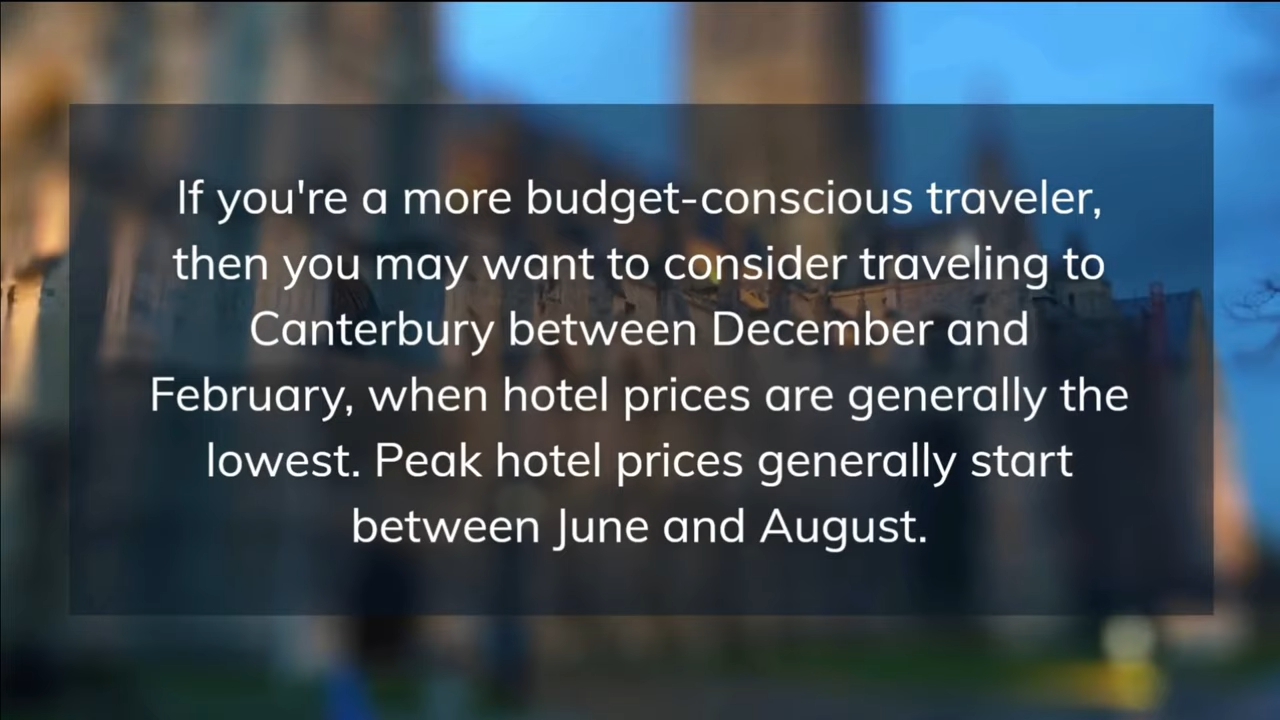 If you're a more budget-conscious traveler,
then you may want to consider traveling to
Canterbury between December and
February, when hotel prices are generally the
lowest. Peak hotel prices generally start
between June and August.